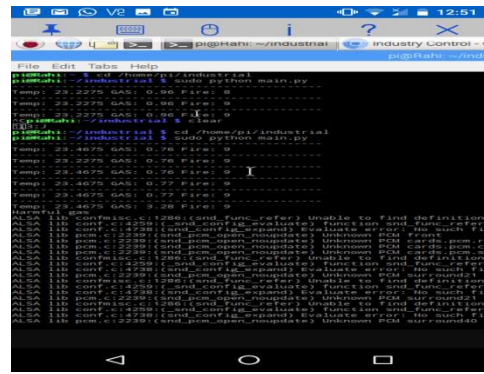 12:51
pi@Rahi: ~/industrial
Industry Control -
pi@Rahi: ~/ind
File Edit Tabs Help
pi@Rahi:~ $ cd /home/pi/industrial
pi@Rahi:~/industrial $ sudo python main.py
Temp: 23.2275 GAS: 0.96 Fire: 8
Temp: 23.2275 GAS: 0.96 Fire: 9
Temp: 23.2275 GAS: 0.96 Fire: 9
^Cpi@Rahi:~/industrial $ clear
pi@Rahi:~/industrial $ cd /home/pi/industrial
pi@Rahi:~/industrial $ sudo python main.py
Temp: 23.4675 GAS: 0.76 Fire: 9
Temp: 23.2275 GAS: 0.76 Fire: 9
Temp: 23.4675 GAS: 0.76 Fire: 9
Temp: 23.4675 GAS: 0.77 Fire: 9
Temp: 23.4675 GAS: 0.77 Fire: 9
Temp: 23.4675 GAS: 3.28 Fire: 9
Harmful gas
ALSA lib confmisc.c:1286:(snd_func_refer) Unable to find definition
ALSA lib conf.c:4259:(_snd_config_evaluate) function snd_func_refer
ALSA lib conf.c:4738:(snd_config_expand) Evaluate error: No such fi
ALSA lib pcm.c:2239:(snd_pcm_open_noupdate) Unknown PCM front
ALSA lib pcm.c:2239:(snd_pcm_open_noupdate) Unknown PCM cards.pcm.r
ALSA lib pcm.c:2239:(snd_pcm_open_noupdate) Unknown PCM cards.pcm.c
ALSA lib pcm.c:2239:(snd_pcm_open_noupdate) Unknown PCM cards.pcm.s
ALSA lib confmisc.c:1286:(snd_func_refer) Unable to find definition
ALSA lib conf.c:4259:(_snd_config_evaluate) function snd_func_refer
ALSA lib conf.c:4738:(snd_config_expand) Evaluate error: No such fi
ALSA lib pcm.c:2239:(snd_pcm_open_noupdate) Unknown PCM surround21
ALSA lib confmisc.c:1286:(snd_func_refer) Unable to find definition
ALSA lib conf.c:4259:(_snd_config_evaluate) function snd_func_refer
ALSA lib conf.c:4738:(snd_config_expand) Evaluate error: No such fi
ALSA lib pcm.c:2239:(snd_pcm_open_noupdate) Unknown PCM surround21
ALSA lib confmisc.c:1286:(snd_func_refer) Unable to find definition
ALSA lib conf.c:4259:(_snd_config_evaluate) function snd_func_refer
ALSA lib conf.c:4738:(snd_config_expand) Evaluate error: No such fi
ALSA lib pcm.c:2239:(snd_pcm_open_noupdate) Unknown PCM surround40